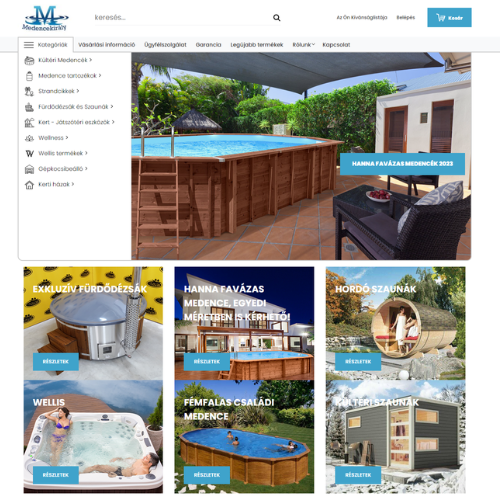 Medencekirály
keresés...
Az Ön Kívánságlistája
Belépés
Kosár
Kategóriák
Vásárlási információ
Ügyfélszolgálat
Garancia
Legújabb termékek
Rólunk
Kapcsolat
Kültéri Medencék >
Medence tartozékok >
Strandcikkek >
Fürdődézsák és Szaunák >
Kert - Játszótéri eszközök >
Wellness >
Wellis termékek >
Gépkocsibeálló >
Kerti házak >
HANNA FAVÁZAS MEDENCÉK 2023
EXKLUZÍV FÜRDŐDÉZSÁK
RÉSZLETEK
HANNA FAVÁZAS
MEDENCE, EGYEDI
MÉRETBEN IS KÉRHETŐ!
RÉSZLETEK
HORDÓ SZAUNÁK
RÉSZLETEK
WELLIS
RÉSZLETEK
FÉMFALAS CSALÁDI
MEDENCE
RÉSZLETEK
KÜLTÉRI SZAUNÁK
RÉSZLETEK